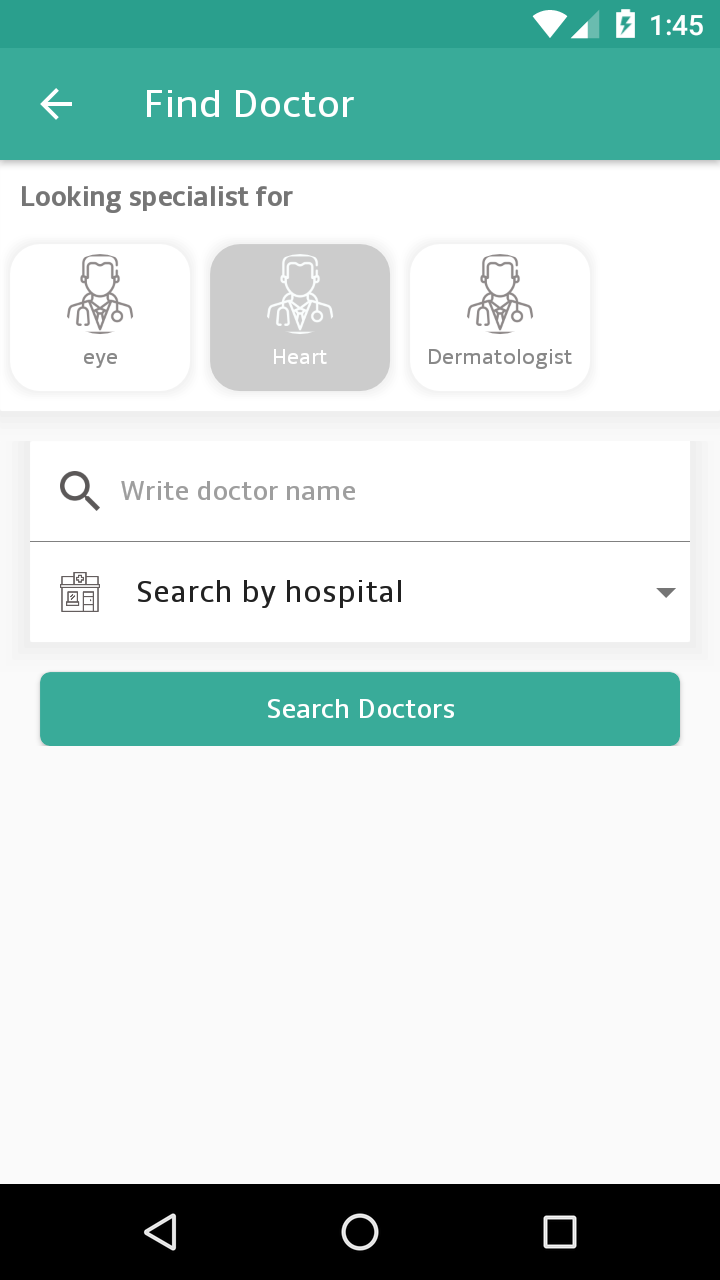 1:45
Find Doctor
Looking specialist for
eye
Heart
Dermatologist
Write doctor name
Search by hospital
Search Doctors